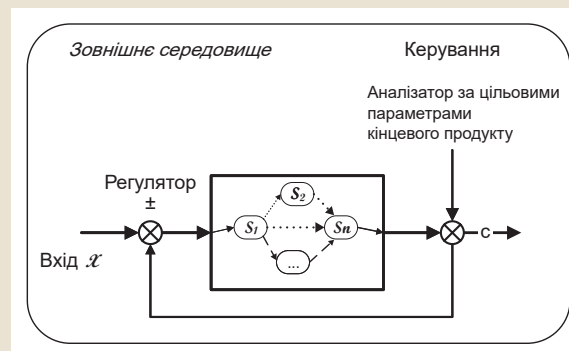 Зовнішнє середовище
Керування
Аналізатор за цільовими
параметрами
кінцевого продукту
Регулятор
±
S2
S1
Sn
...
c
Вхід x